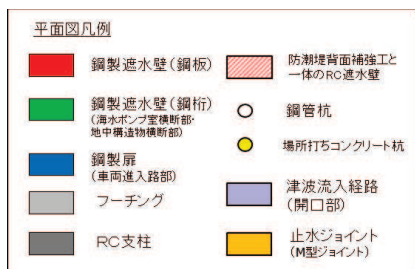 平面図凡例
鋼製遮水壁(鋼板)
鋼製遮水壁(鋼桁)
(海水ポンプ室横断部・
地中構造物横断部)
鋼製扉
(車両進入路部)
フーチング
RC支柱
防潮堤背面補強工と
一体のRC遮水壁
鋼管杭
場所打ちコンクリート杭
津波流入経路
(開口部)
止水ジョイント
(M型ジョイント)